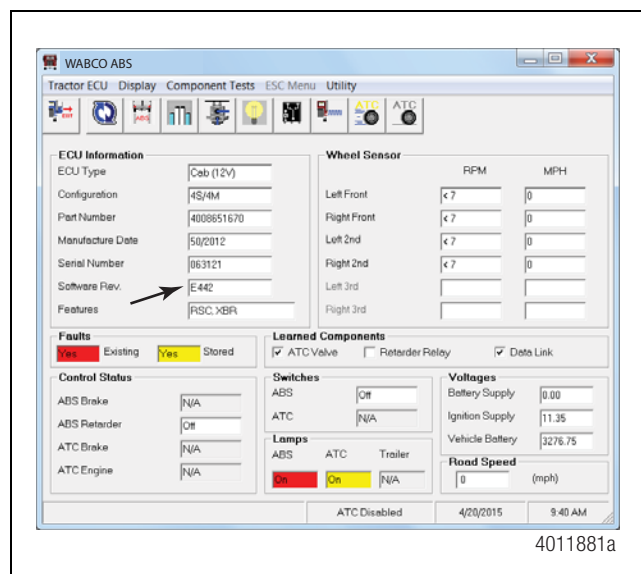 WABCO ABS
Tractor ECU Display Component Tests ESC Menu Utility
EXIT ABS ATC ATC
ECU Information
ECU Type Cab (12V)
Configuration 4S/4M
Part Number 4008651670
Manufacture Date 50/2012
Serial Number 063121
Software Rev. E442
Features RSC, XBR
Wheel Sensor
RPM MPH
Left Front < 7 0
Right Front < 7 0
Left 2nd < 7 0
Right 2nd < 7 0
Left 3rd
Right 3rd
Faults
Yes Existing Yes Stored
Learned Components
ATC Valve Retarder Relay Data Link
Control Status
ABS Brake N/A
ABS Retarder Off
ATC Brake N/A
ATC Engine N/A
Switches
ABS Off
ATC N/A
Lamps
ABS ATC Trailer
On On N/A
Voltages
Battery Supply 0.00
Ignition Supply 11.35
Vehicle Battery 3276.75
Road Speed
0 (mph)
ATC Disabled 4/20/2015 9:40 AM
4011881a